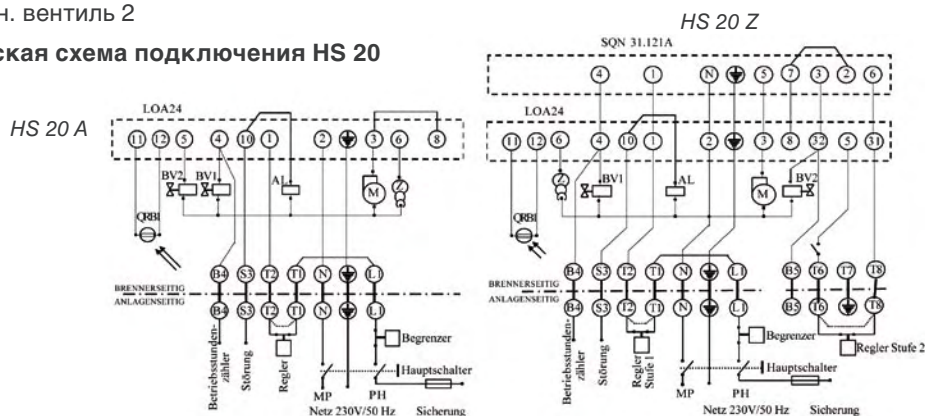 н. вентиль 2
ская схема подключения HS 20
HS 20 A
LOA24
11 12 5 4 10 1 2 3 6 8
BV2 BV1 AL M Z
QRB1
B4 S3 T2 T1 N L1
BRENNERSEITIG
ANLAGENSEITIG
B4 S3 T2 T1 N L1
Betriebsstunden-
zähler
Störung
Regler
Begrenzer
Hauptschalter
MP PH
Netz 230V/50 Hz Sicherung
HS 20 Z
SQN 31.121A
4 1 N 5 7 3 2 6
LOA24
11 12 6 4 10 1 2 3 8 32 5 31
Z BV1 AL M BV2
QRB1
B4 S3 T2 T1 N L1 B5 T6 T7 T8
BRENNERSEITIG
ANLAGENSEITIG
B4 S3 T2 T1 N L1 B5 T6 T8
Betriebsstunden-
zähler
Störung
Regler
Stufe 1
Begrenzer
Regler Stufe 2
Hauptschalter
MP PH
Netz 230V/50 Hz Sicherung